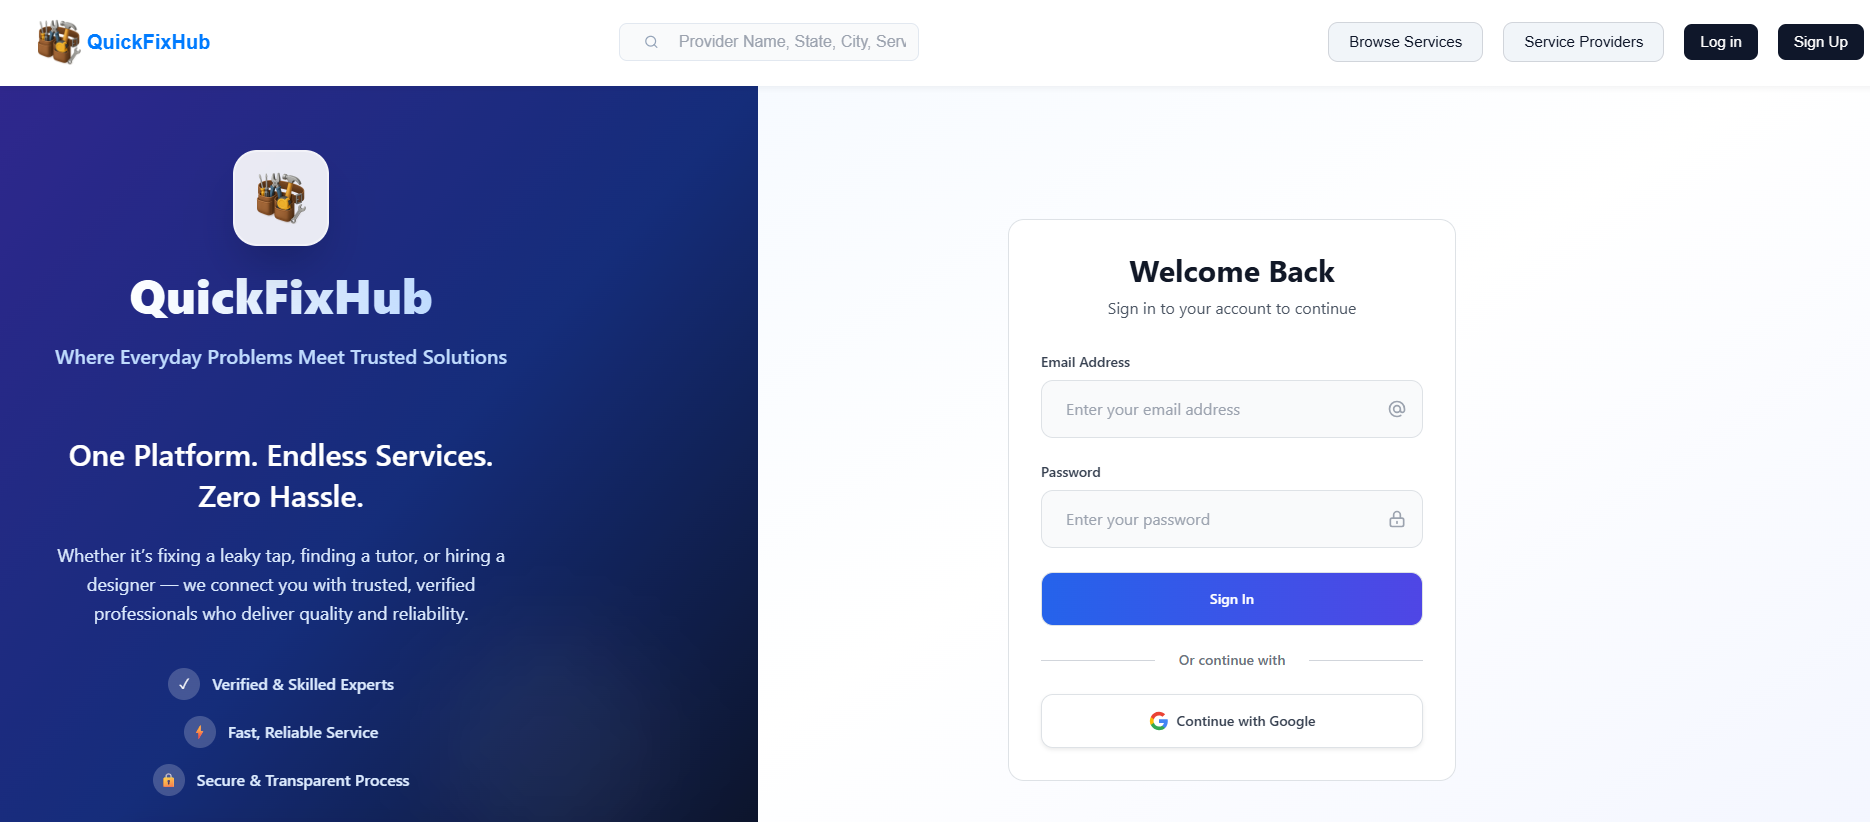 QuickFixHub
Provider Name, State, City, Serv
Browse Services
Service Providers
Log in
Sign Up
QuickFixHub
Where Everyday Problems Meet Trusted Solutions
One Platform. Endless Services.
Zero Hassle.
Whether it’s fixing a leaky tap, finding a tutor, or hiring a
designer — we connect you with trusted, verified
professionals who deliver quality and reliability.
✓ Verified & Skilled Experts
Fast, Reliable Service
Secure & Transparent Process
Welcome Back
Sign in to your account to continue
Email Address
Enter your email address
Password
Enter your password
Sign In
Or continue with
Continue with Google